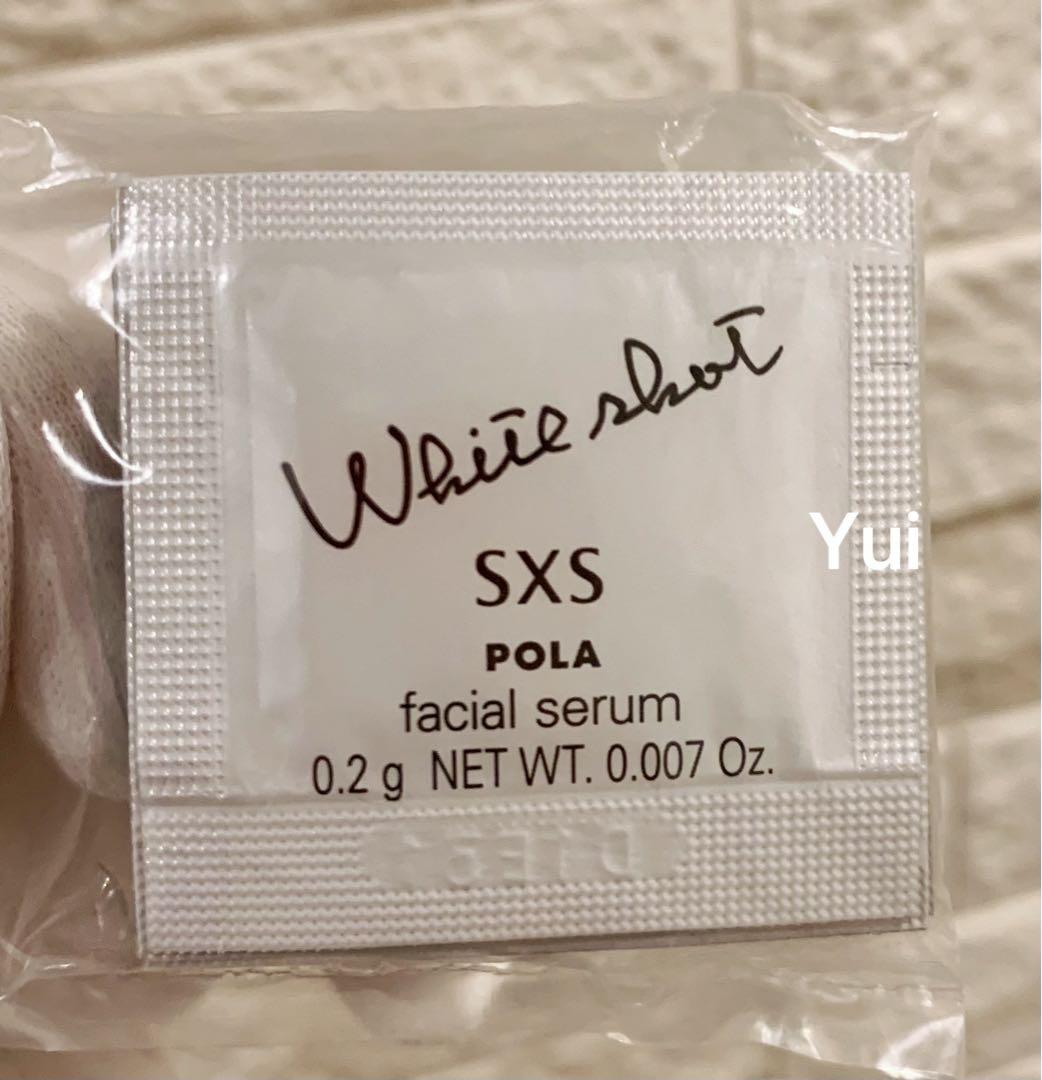 White shot
SXS
POLA
facial serum
0.2 g NET WT. 0.007 Oz.
Yui